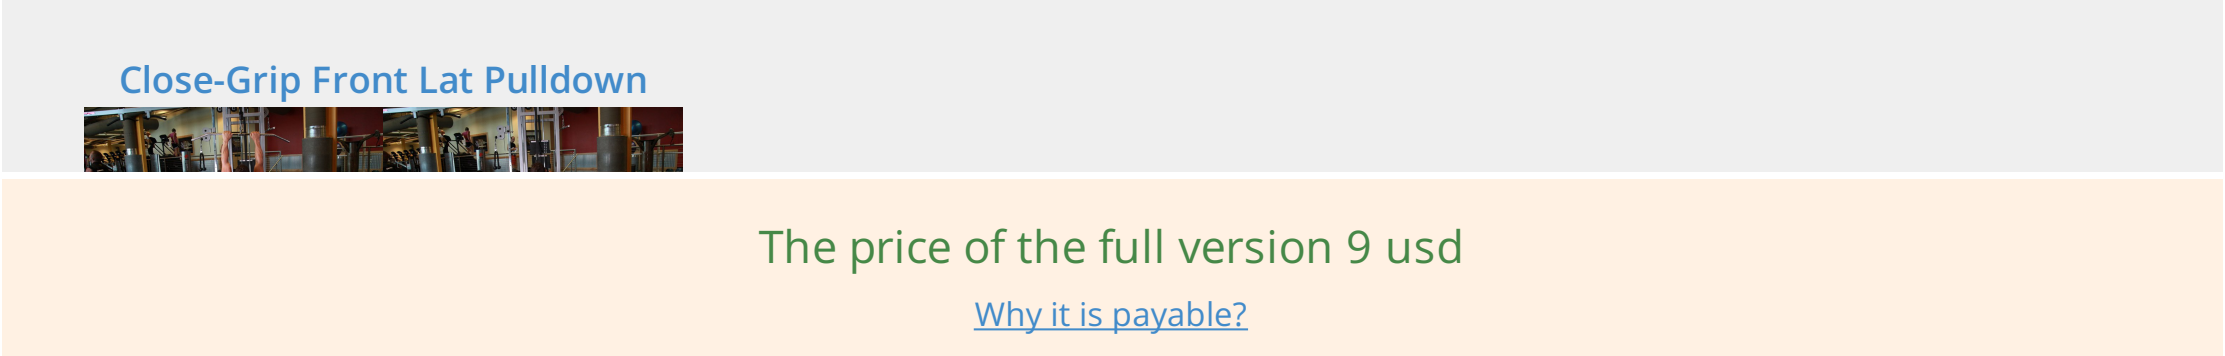 Close-Grip Front Lat Pulldown
The price of the full version 9 usd
Why it is payable?